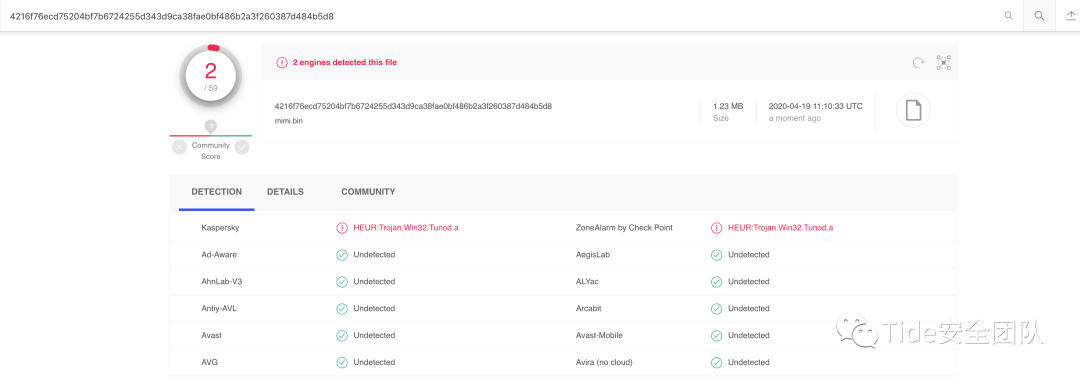 4216f76ecd75204bf7b6724255d343d9ca38fae0bf486b2a3f260387d484b5d8
2
/ 59
?
Community
Score
2 engines detected this file
4216f76ecd75204bf7b6724255d343d9ca38fae0bf486b2a3f260387d484b5d8
mimi.bin
1.23 MB
Size
2020-04-19 11:10:33 UTC
a moment ago
DETECTION DETAILS COMMUNITY
Kaspersky HEUR:Trojan.Win32.Tunod.a ZoneAlarm by Check Point HEUR:Trojan.Win32.Tunod.a
Ad-Aware Undetected AegisLab Undetected
AhnLab-V3 Undetected ALYac Undetected
Antiy-AVL Undetected Arcabit Undetected
Avast Undetected Avast-Mobile Undetected
AVG Undetected Avira (no cloud) Undetected
Tide安全团队